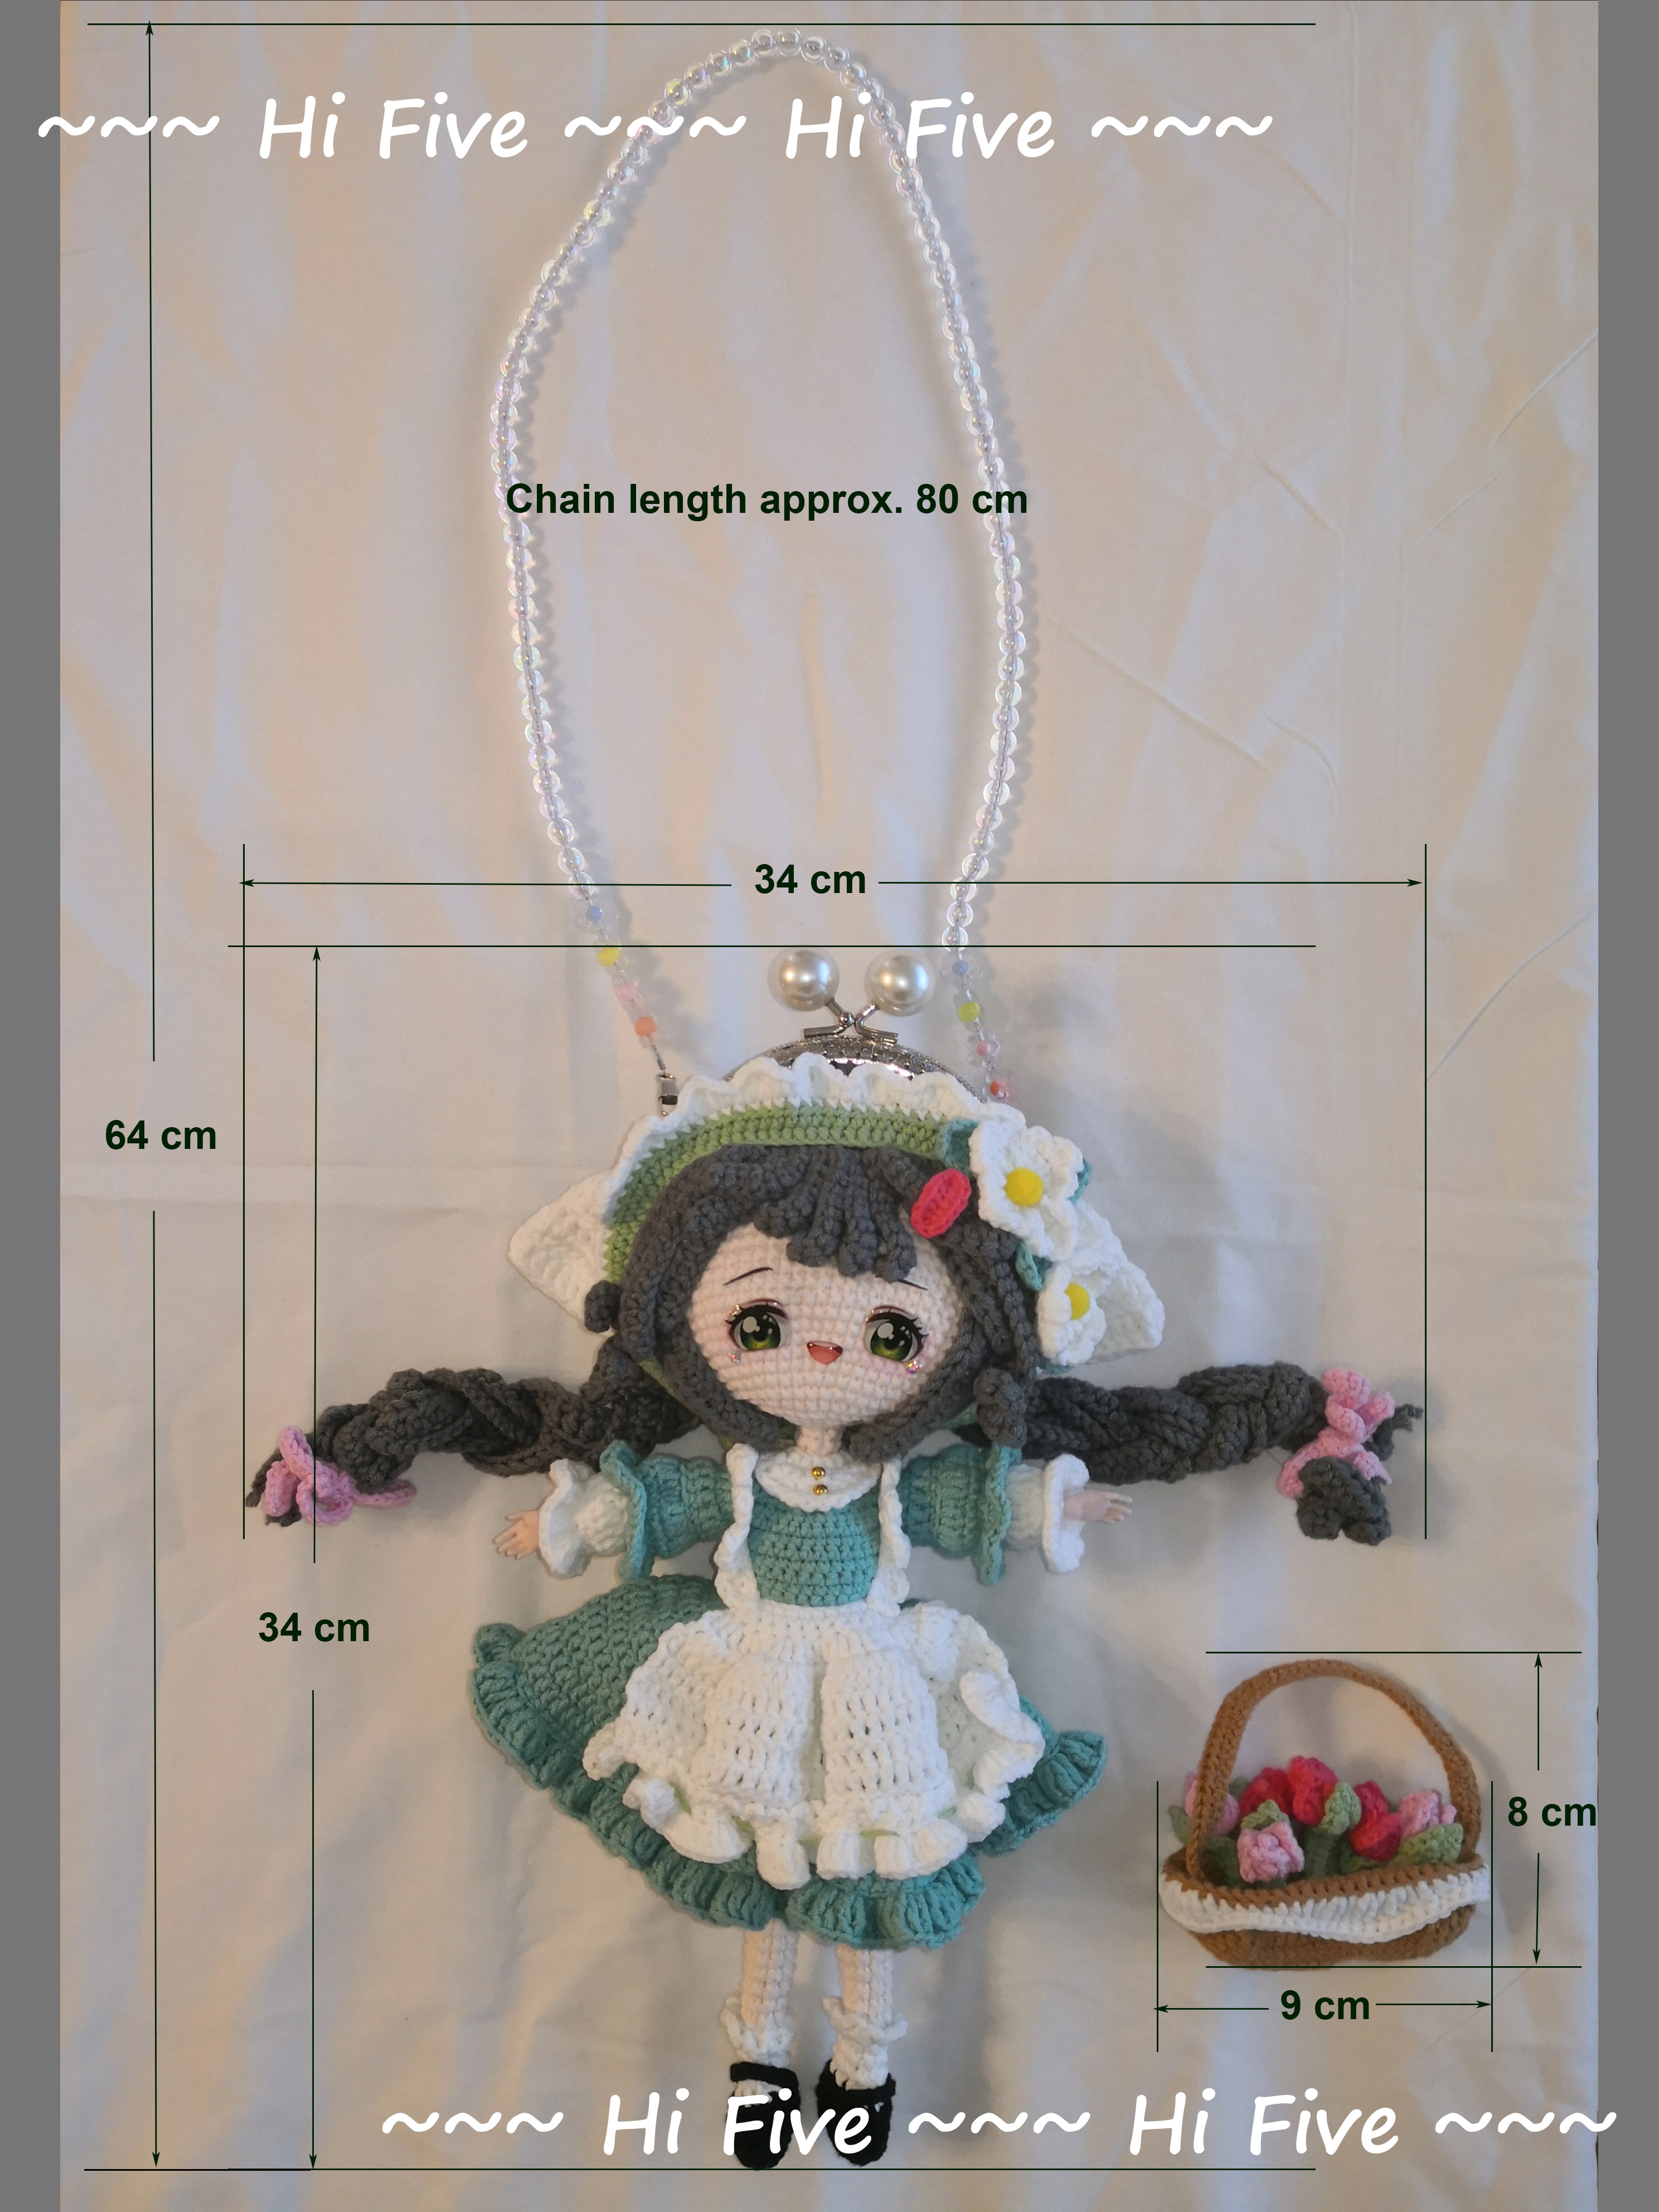 ~~~ Hi Five ~~~ Hi Five ~~~
Chain length approx. 80 cm
34 cm
64 cm
34 cm
8 cm
9 cm
~~~ Hi Five ~~~ Hi Five ~~~